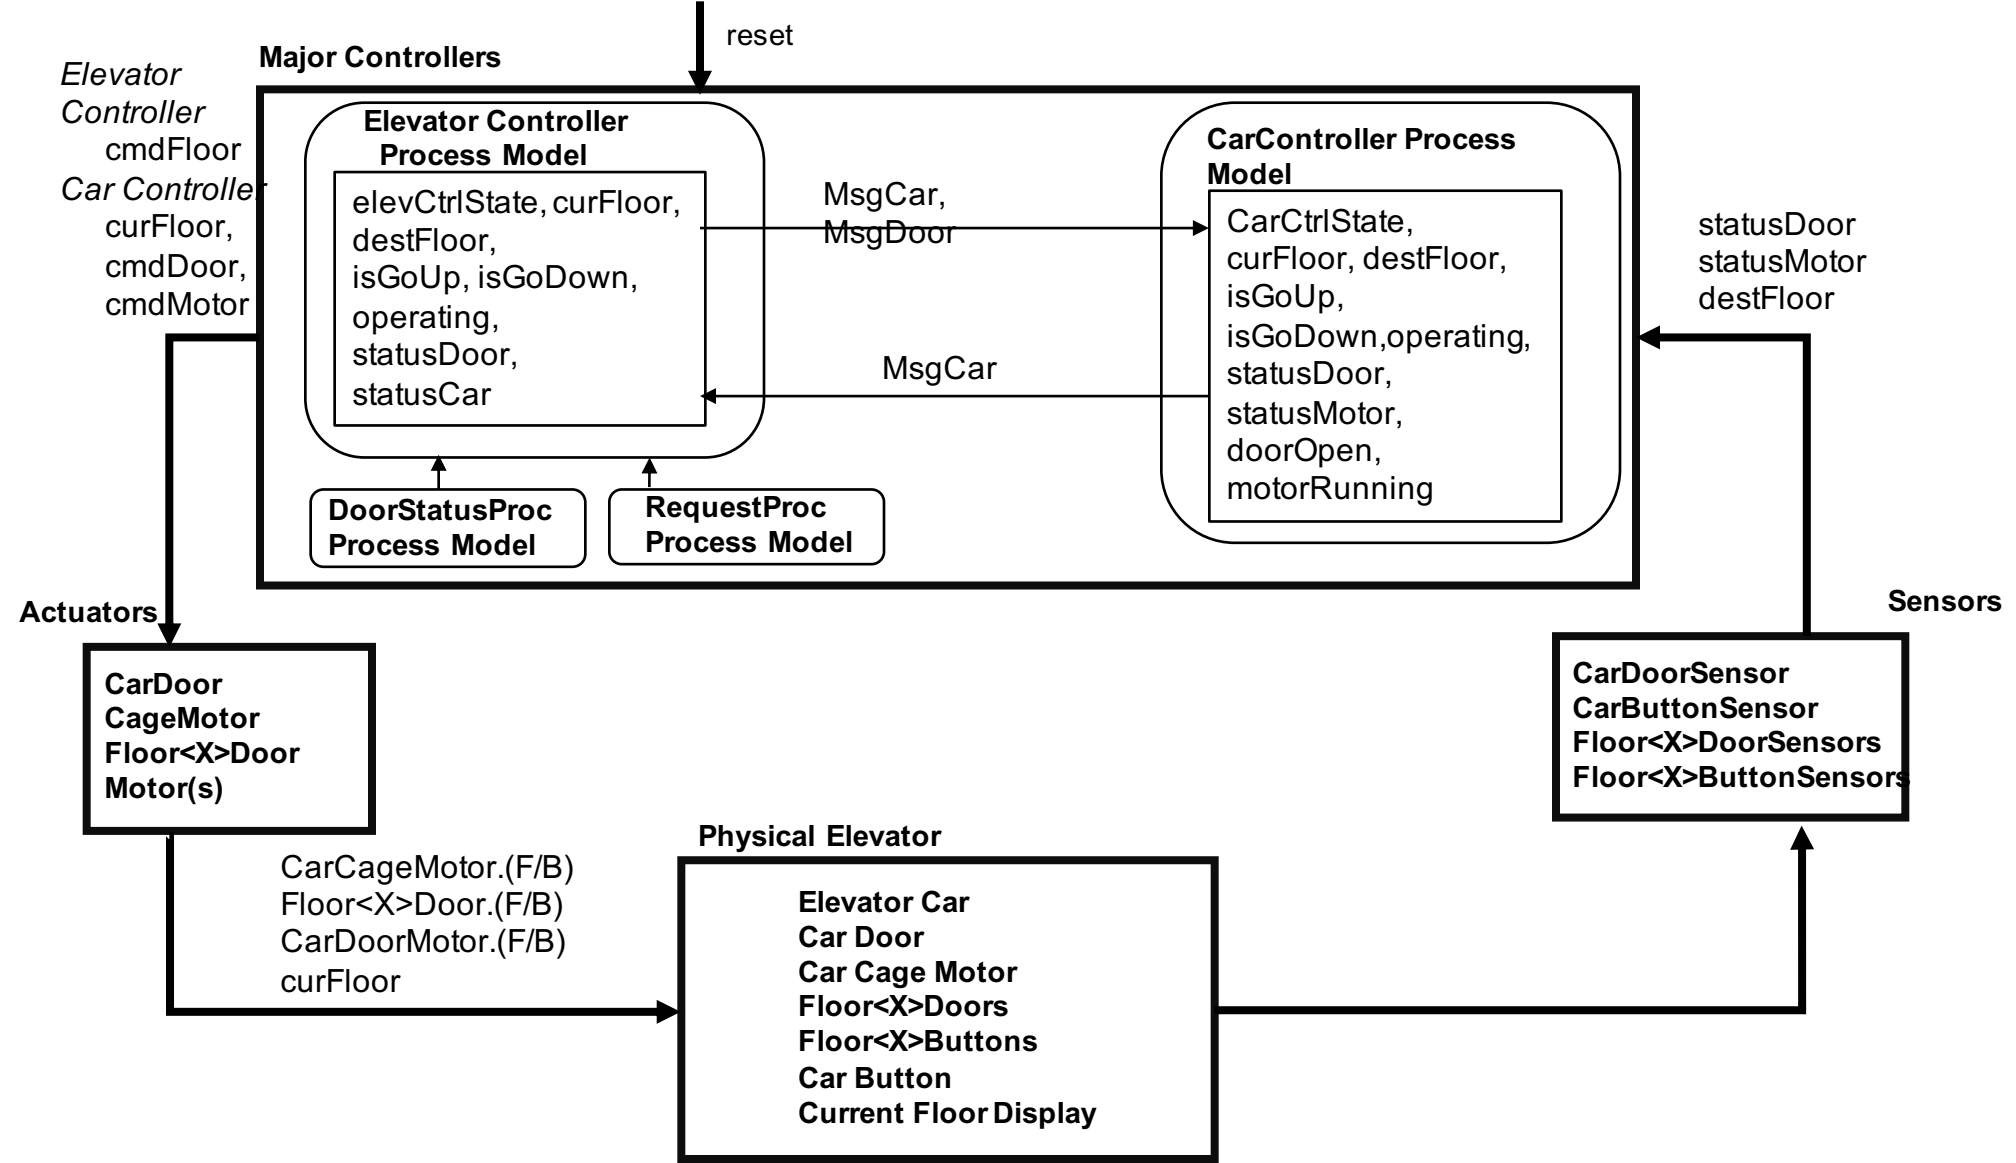 reset
Major Controllers
Elevator
Controller
cmdFloor
Car Controller
curFloor,
cmdDoor,
cmdMotor
Elevator Controller
Process Model
elevCtrlState, curFloor,
destFloor,
isGoUp, isGoDown,
operating,
statusDoor,
statusCar
MsgCar,
MsgDoor
MsgCar
CarController Process
Model
CarCtrlState,
curFloor, destFloor,
isGoUp,
isGoDown,operating,
statusDoor,
statusMotor,
doorOpen,
motorRunning
statusDoor
statusMotor
destFloor
DoorStatusProc
Process Model
RequestProc
Process Model
Actuators
CarDoor
CageMotor
Floor<X>Door
Motor(s)
Sensors
CarDoorSensor
CarButtonSensor
Floor<X>DoorSensors
Floor<X>ButtonSensors
CarCageMotor.(F/B)
Floor<X>Door.(F/B)
CarDoorMotor.(F/B)
curFloor
Physical Elevator
Elevator Car
Car Door
Car Cage Motor
Floor<X>Doors
Floor<X>Buttons
Car Button
Current Floor Display